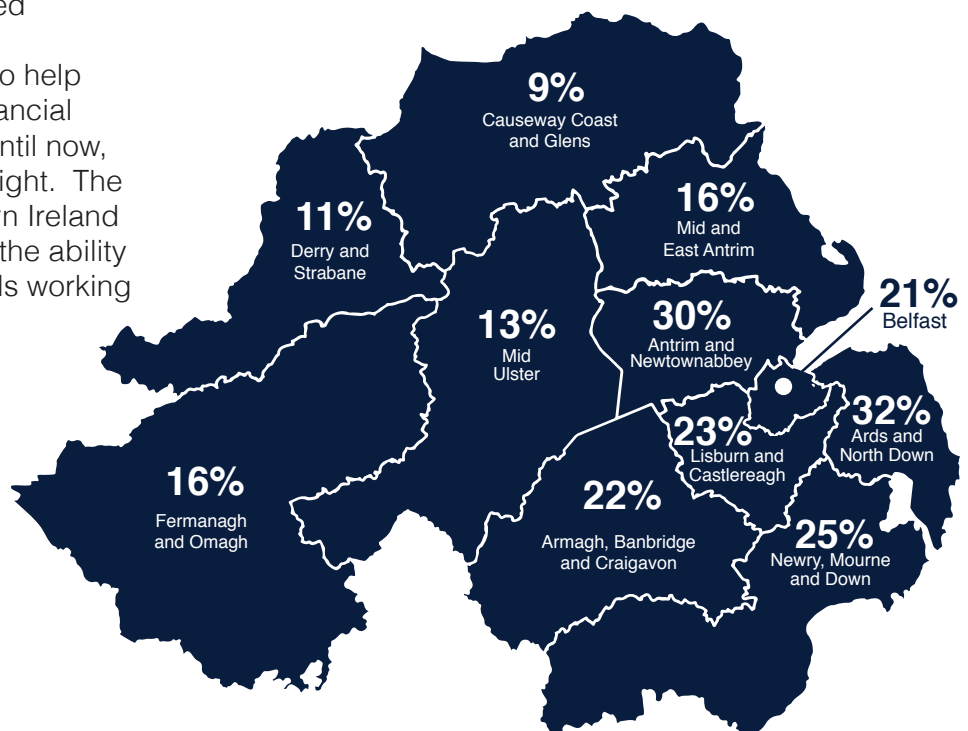 ed
o help
ancial
ntil now,
ight. The
n Ireland
the ability
ls working
9%
Causeway Coast
and Glens
11%
Derry and
Strabane
16%
Mid and
East Antrim
21%
Belfast
13%
Mid
Ulster
30%
Antrim and
Newtownabbey
32%
Ards and
North Down
23%
Lisburn and
Castlereagh
16%
Fermanagh
and Omagh
22%
Armagh, Banbridge
and Craigavon
25%
Newry, Mourne
and Down